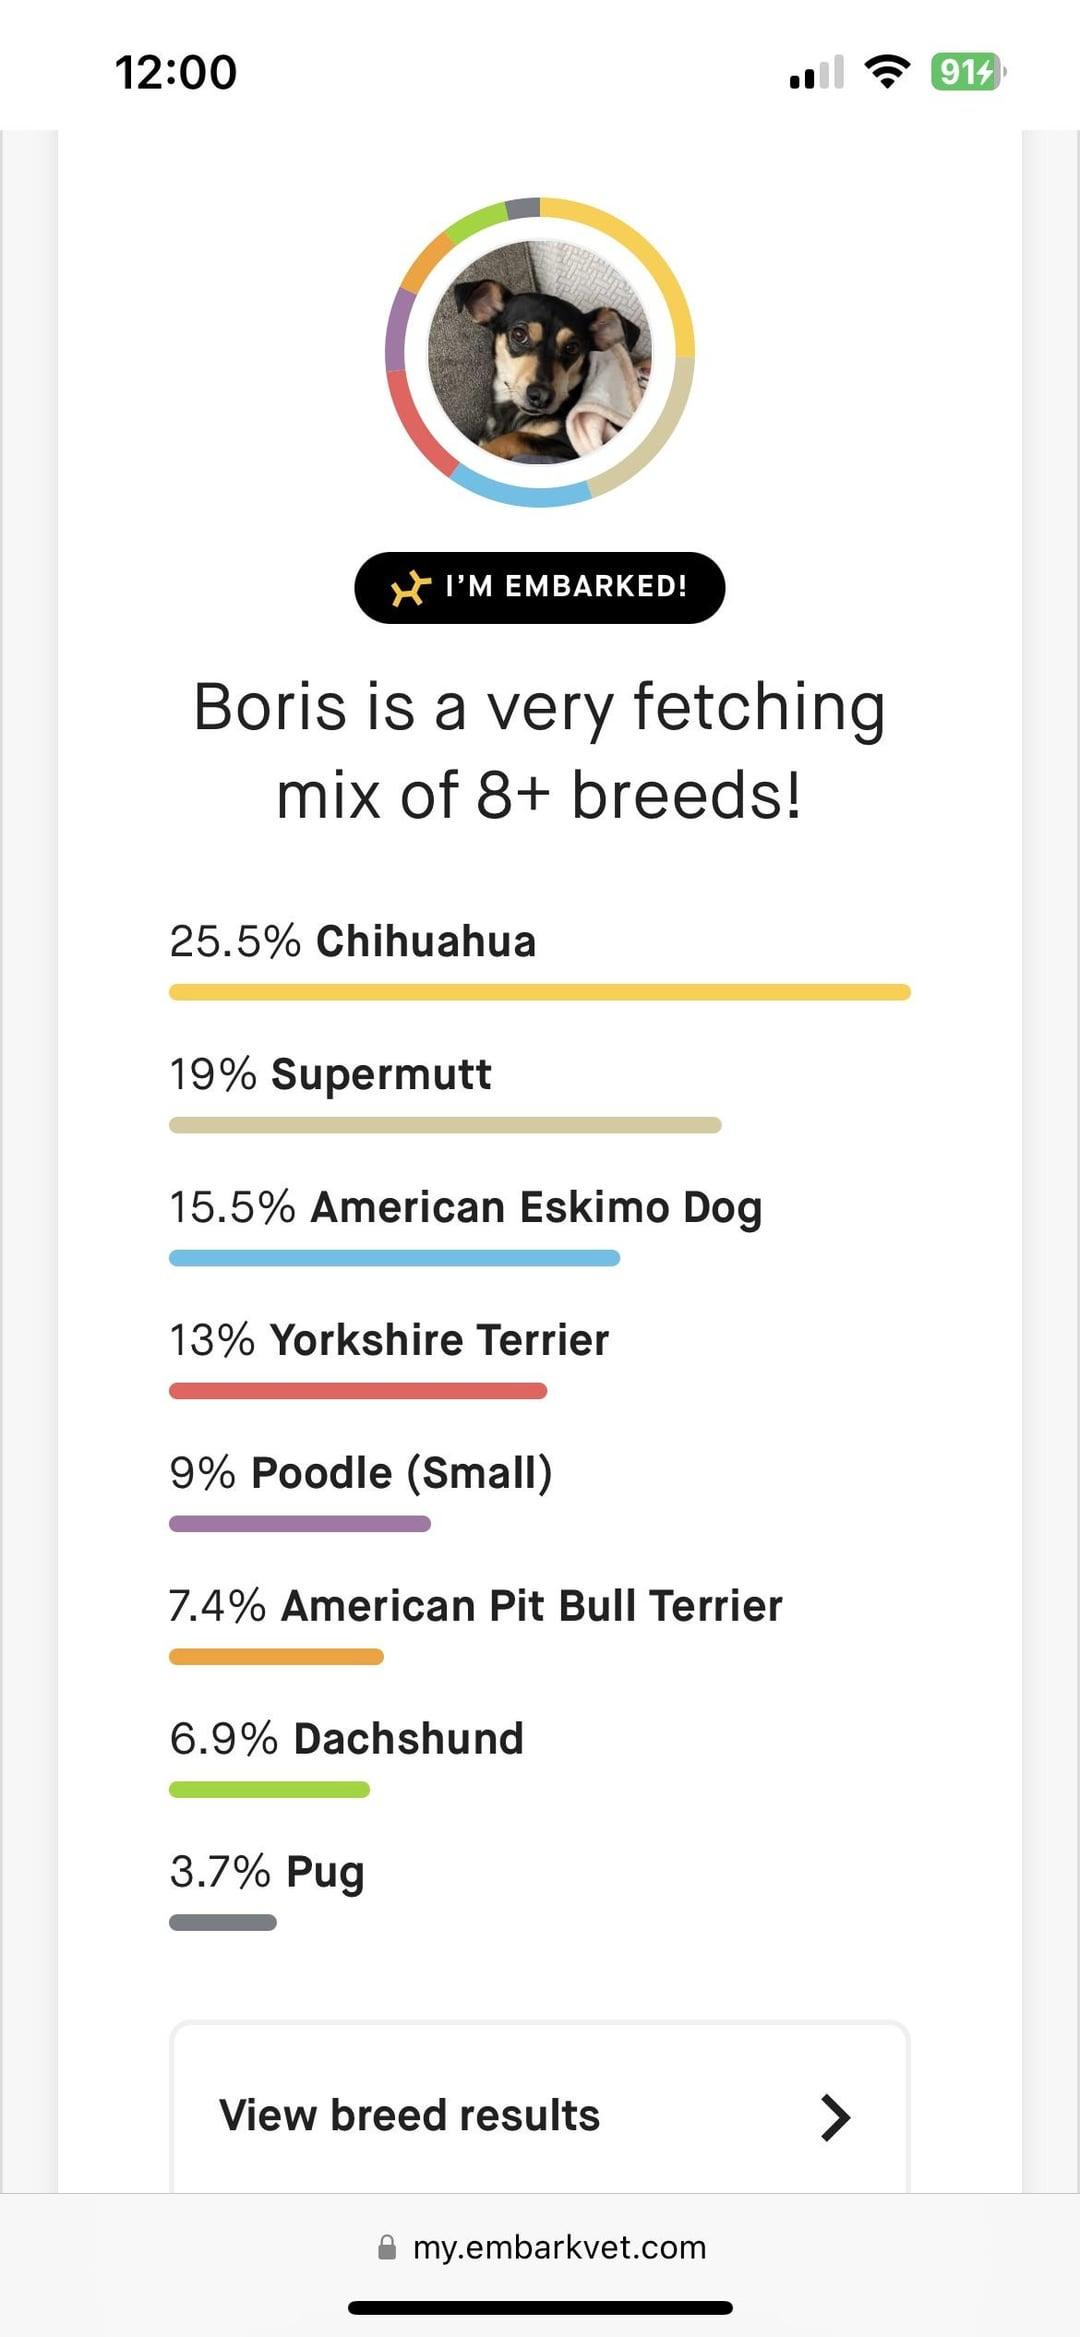 12:00
91
I'M EMBARKED!
Boris is a very fetching
mix of 8+ breeds!
25.5% Chihuahua
19% Supermutt
15.5% American Eskimo Dog
13% Yorkshire Terrier
9% Poodle (Small)
7.4% American Pit Bull Terrier
6.9% Dachshund
3.7% Pug
View breed results
my.embarkvet.com